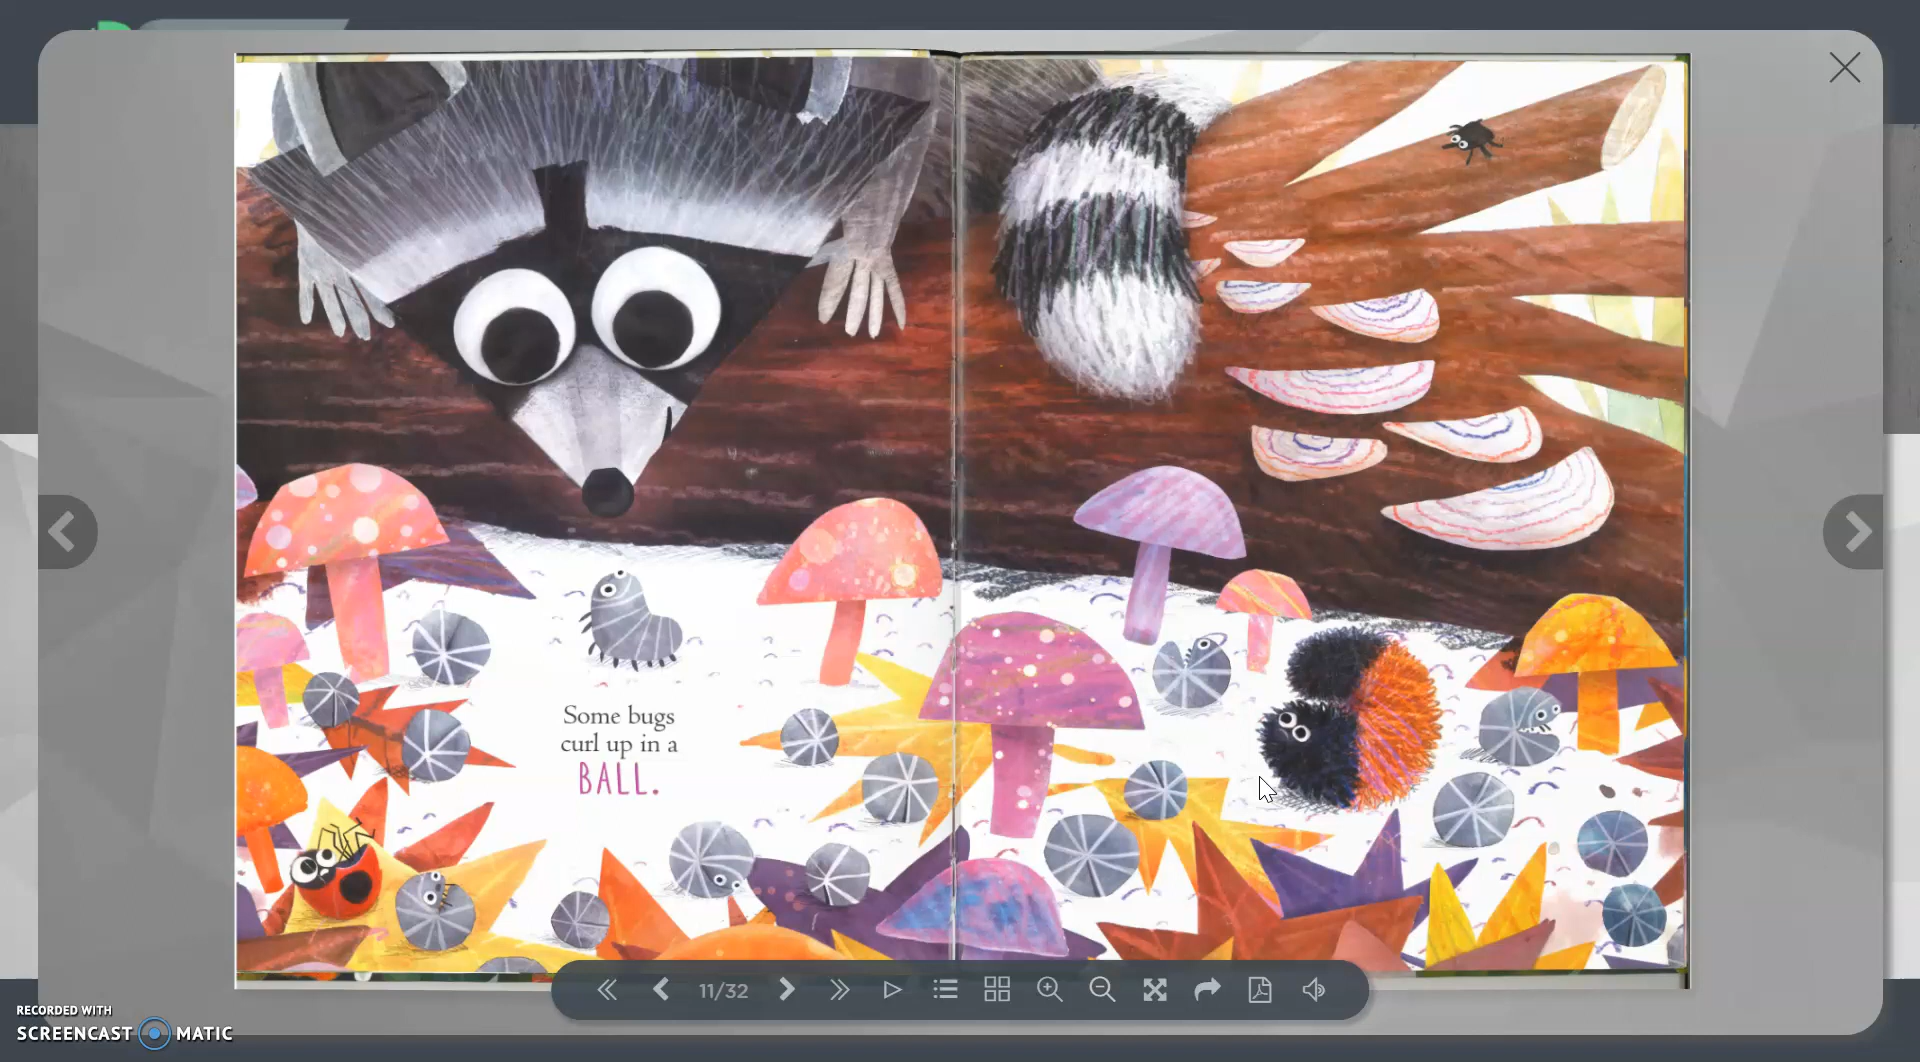 Some bugs
curl up in a
BALL.
11/32
RECORDED WITH
SCREENCAST MATIC